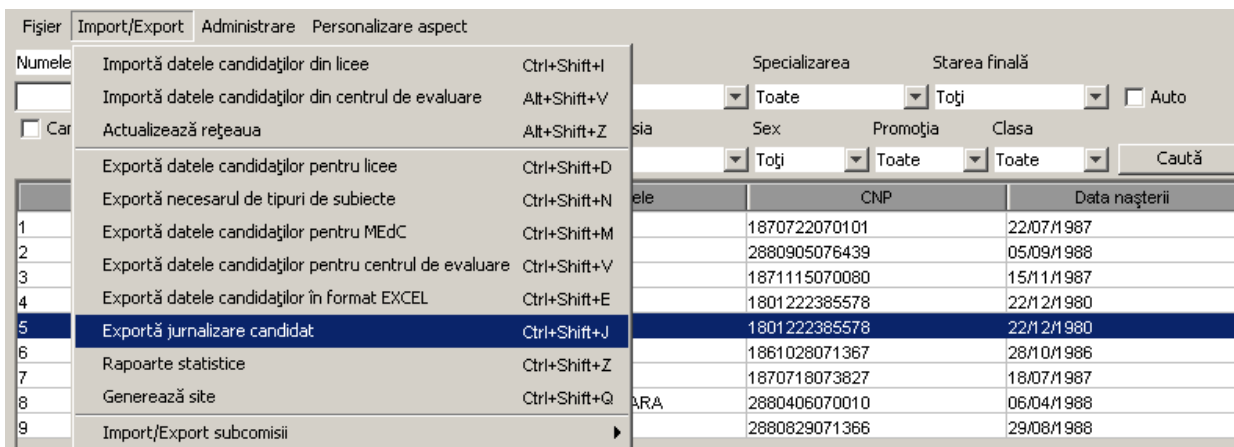 Fişier Import/Export Administrare Personalizare aspect
Numele Specializarea Starea finală
Importă datele candidaţilor din licee Ctrl+Shift+I
Toate Toţi Auto
Importă datele candidaţilor din centrul de evaluare Alt+Shift+V
Actualizează reţeaua Alt+Shift+Z Sex Promoţia Clasa
Exportă datele candidaţilor pentru licee Ctrl+Shift+D Toţi Toate Toate Caută
Exportă necesarul de tipuri de subiecte Ctrl+Shift+N CNP Data naşterii
1 Exportă datele candidaţilor pentru MEdC Ctrl+Shift+M 1870722070101 22/07/1987
2 2880905076439 05/09/1988
Exportă datele candidaţilor pentru centrul de evaluare Ctrl+Shift+V
3 1871115070080 15/11/1987
4 Exportă datele candidaţilor în format EXCEL Ctrl+Shift+E 1801222385578 22/12/1980
5 Exportă jurnalizare candidat Ctrl+Shift+J 1801222385578 22/12/1980
6 Rapoarte statistice Ctrl+Shift+Z 1861028071367 28/10/1986
7 1870718073827 18/07/1987
8 Generează site Ctrl+Shift+Q ARA 2880406070010 06/04/1988
9 Import/Export subcomisii 2880829071366 29/08/1988